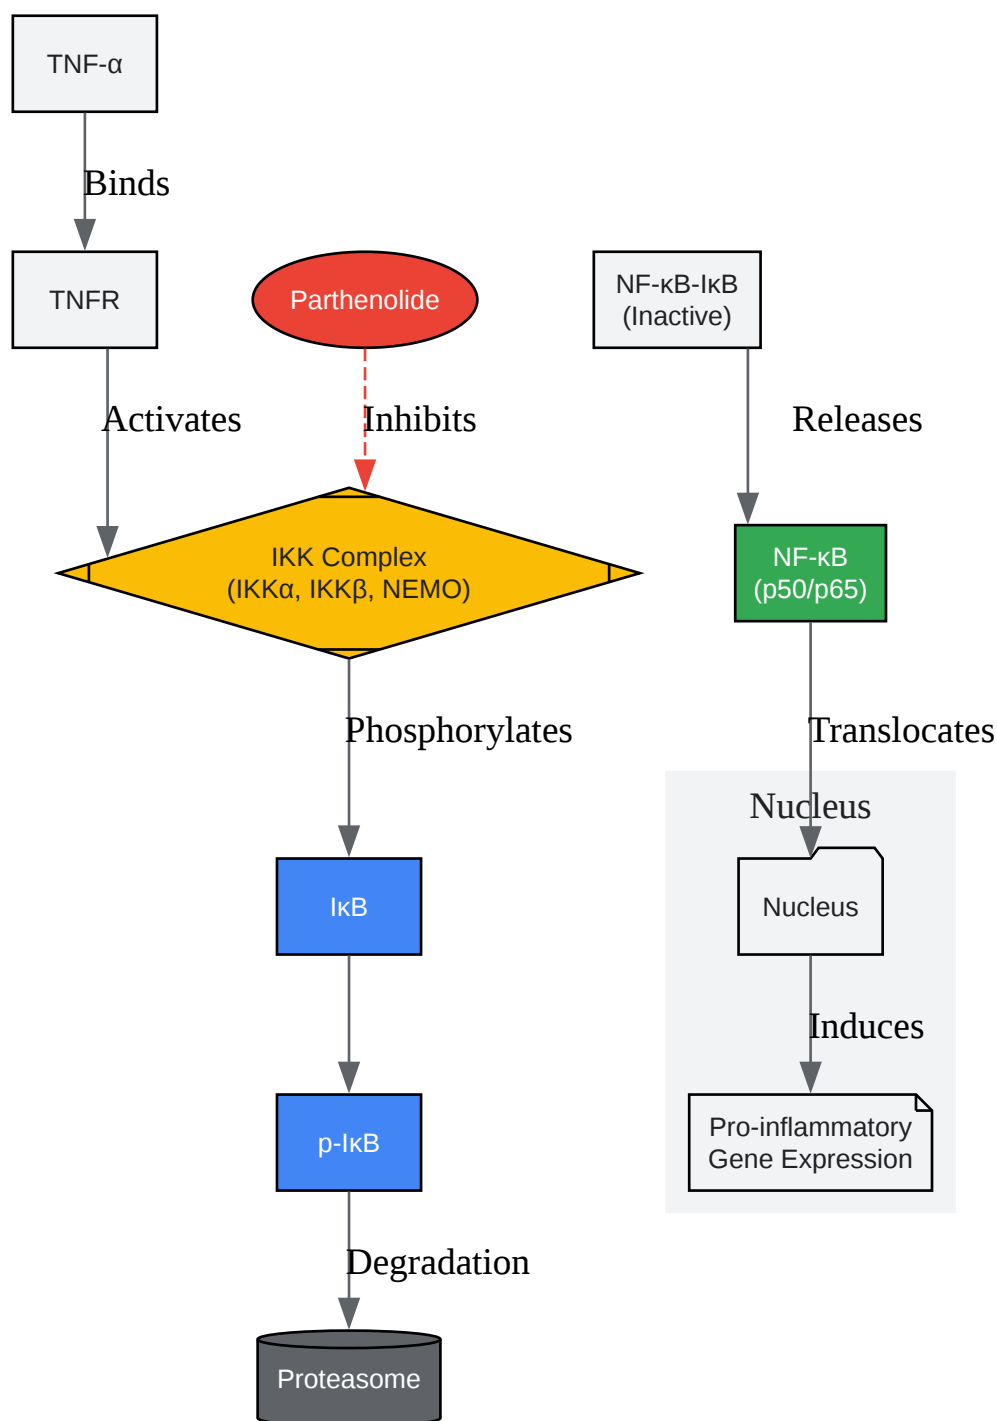 TNF-α
Binds
TNFR
Parthenolide
NF-κB-IκB
(Inactive)
Activates
Inhibits
Releases
IKK Complex
(IKKα, IKKβ, NEMO)
NF-κB
(p50/p65)
Phosphorylates
Translocates
Nucleus
IκB
Nucleus
Induces
p-IκB
Pro-inflammatory
Gene Expression
Degradation
Proteasome